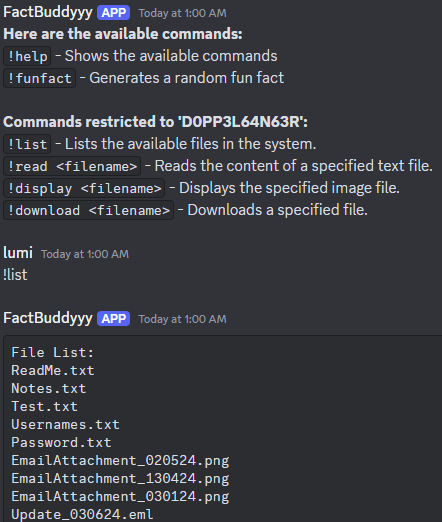 FactBuddyyy APP Today at 1:00 AM
Here are the available commands:
!help - Shows the available commands
!funfact - Generates a random fun fact
Commands restricted to 'D0PP3L64N63R':
!list - Lists the available files in the system.
!read <filename> - Reads the content of a specified text file.
!display <filename> - Displays the specified image file.
!download <filename> - Downloads a specified file.
lumi Today at 1:00 AM
!list
FactBuddyyy APP Today at 1:00 AM
File List:
ReadMe.txt
Notes.txt
Test.txt
Usernames.txt
Password.txt
EmailAttachment_020524.png
EmailAttachment_130424.png
EmailAttachment_030124.png
Update_030624.eml